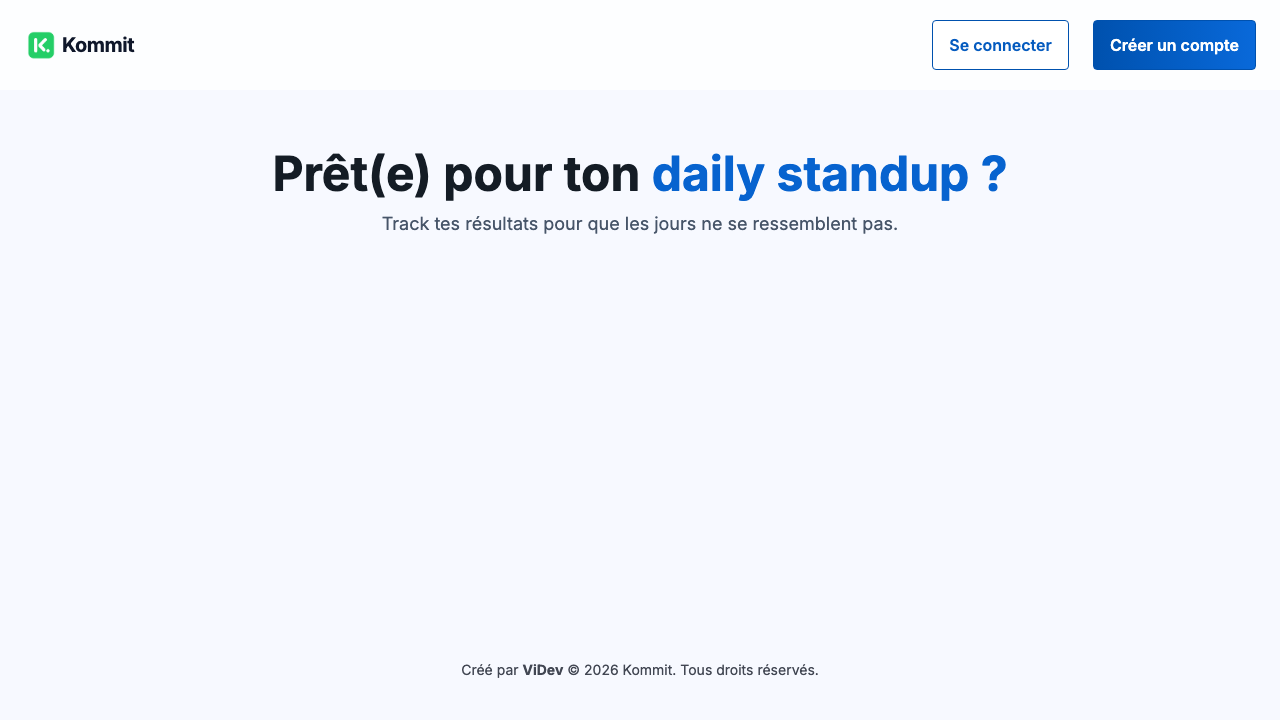 Kommit
Se connecter
Créer un compte
Prêt(e) pour ton daily standup ?
Track tes résultats pour que les jours ne se ressemblent pas.
Créé par ViDev © 2026 Kommit. Tous droits réservés.